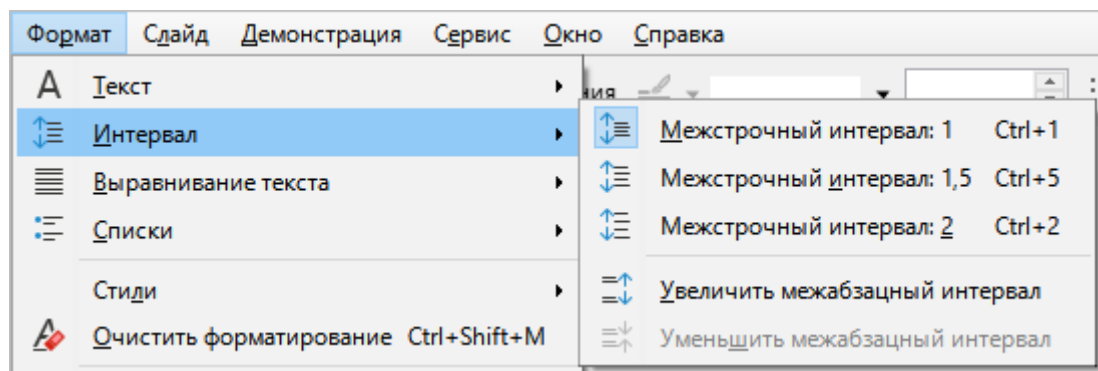 Формат Слайд Демонстрация Сервис Окно Справка
Текст
Интервал
Выравнивание текста
Списки
Стили
Очистить форматирование Ctrl+Shift+M
Межстрочный интервал: 1 Ctrl+1
Межстрочный интервал: 1,5 Ctrl+5
Межстрочный интервал: 2 Ctrl+2
Увеличить межабзацный интервал
Уменьшить межабзацный интервал